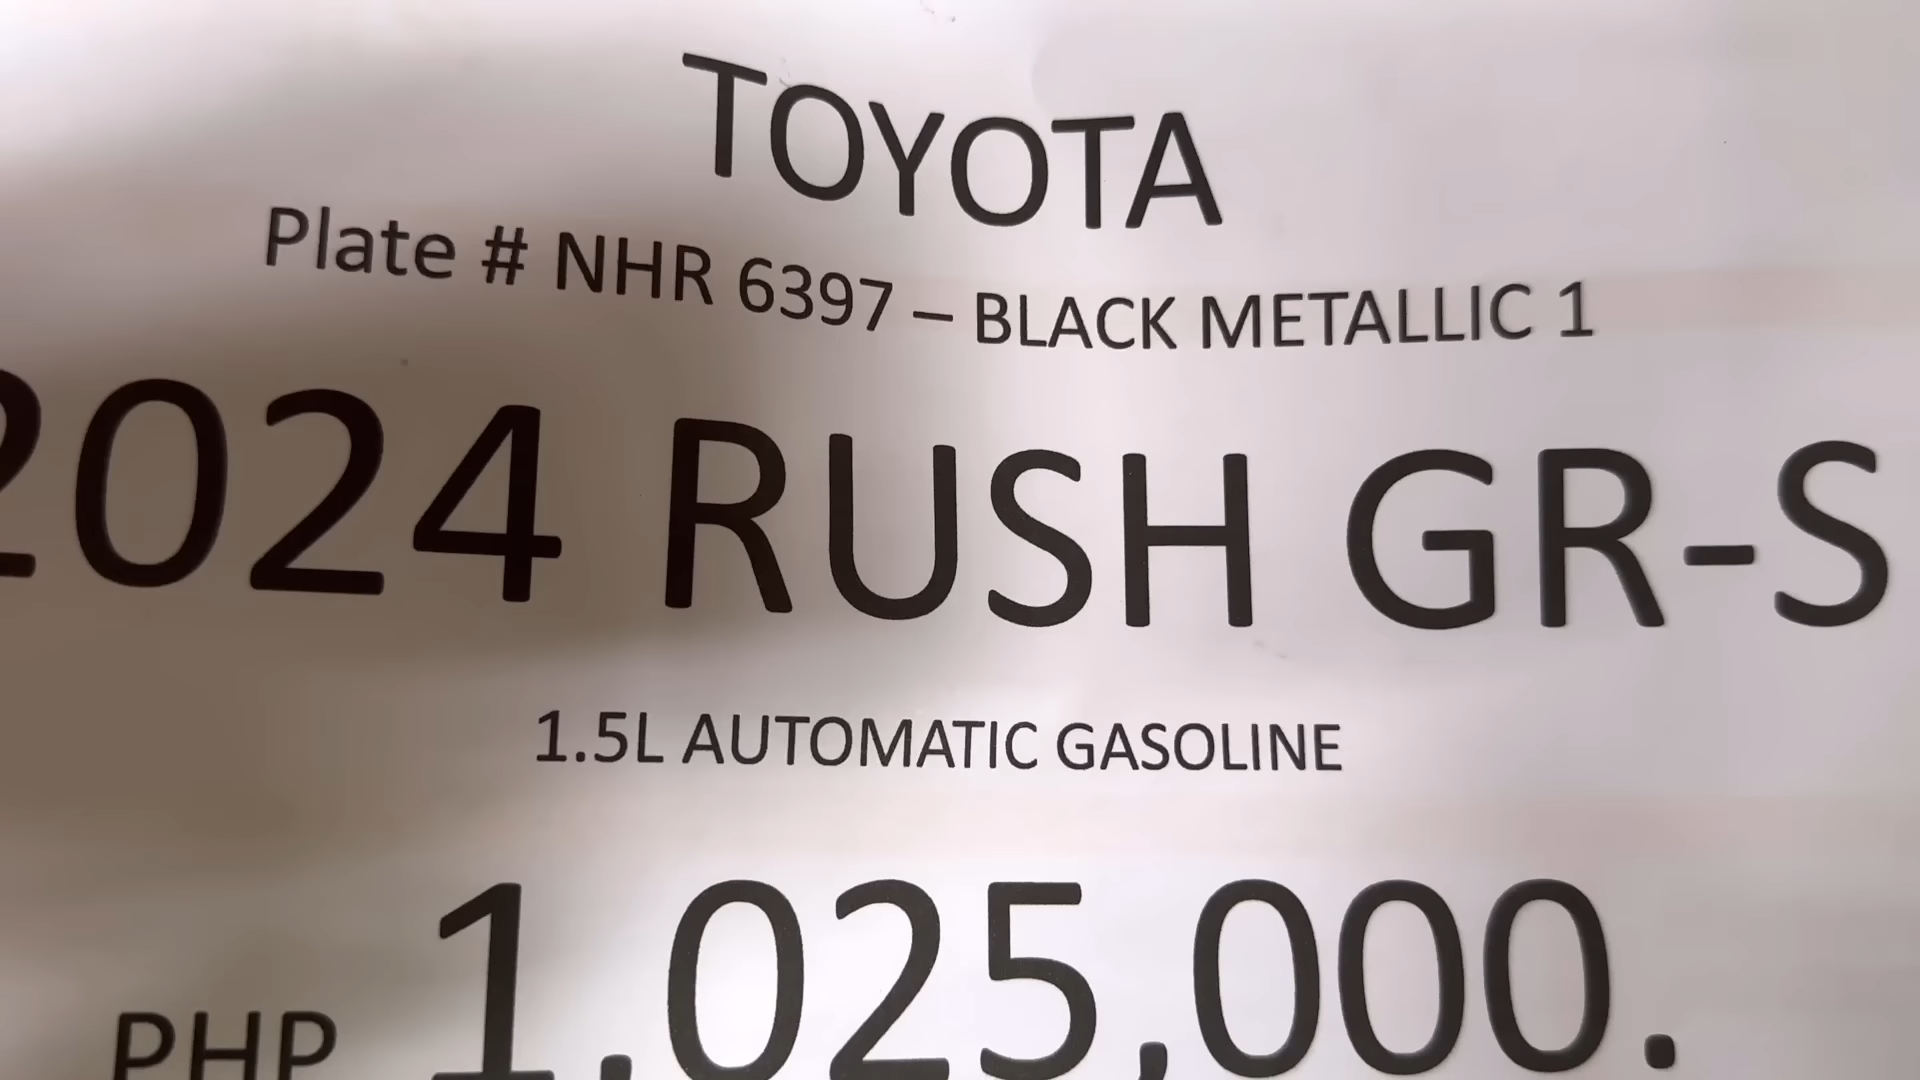 TOYOTA
Plate # NHR 6397 – BLACK METALLIC 1
2024 RUSH GR-S
1.5L AUTOMATIC GASOLINE
PHP 1.025,000.